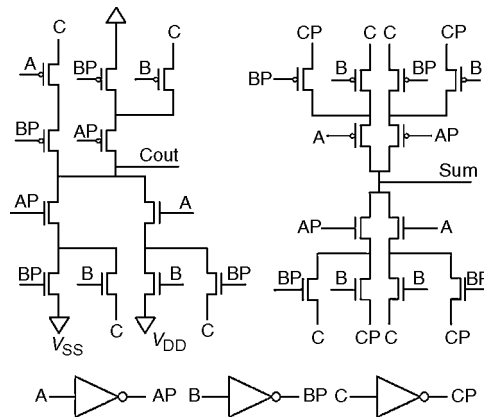 C C CP C C CP
A BP B BP B BP B
BP AP A AP
Cout Sum
AP A AP A
BP B B BP BP B B BP
VSS C VDD C C CP C CP
A AP B BP C CP